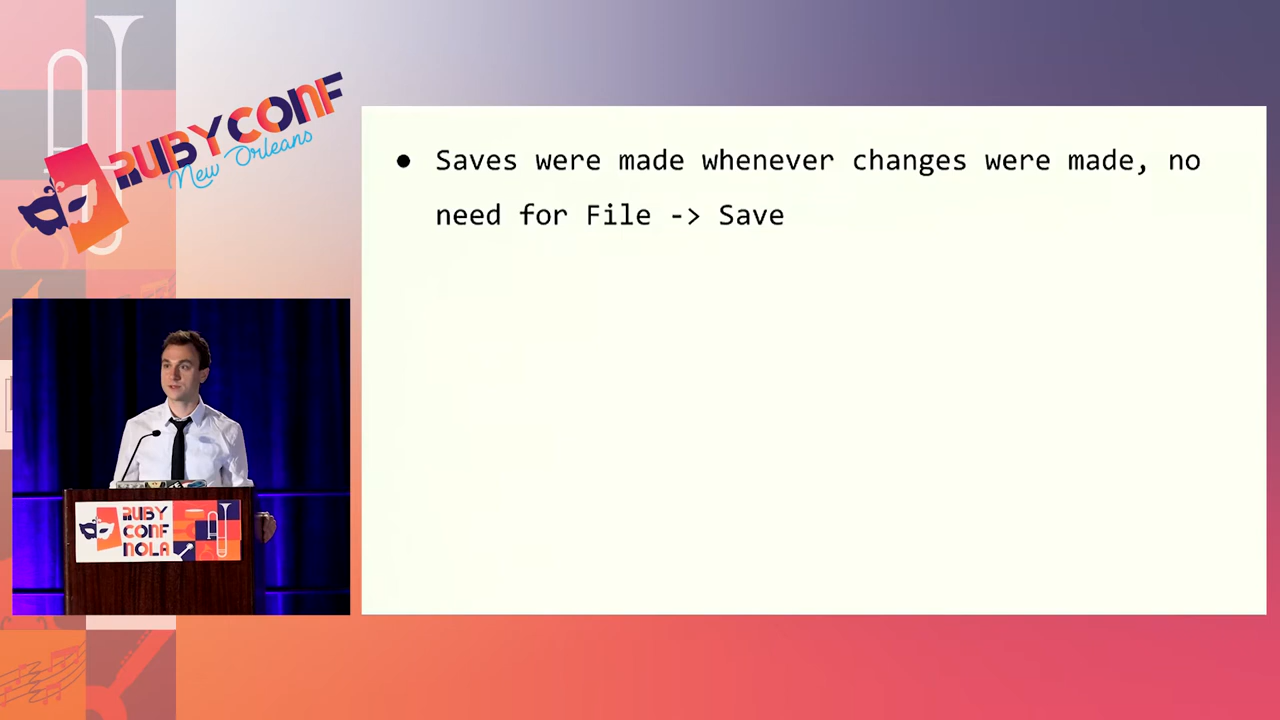 RUBYCONF
New Orleans
● Saves were made whenever changes were made, no
need for File -> Save
RUBY
CONF
NOLA